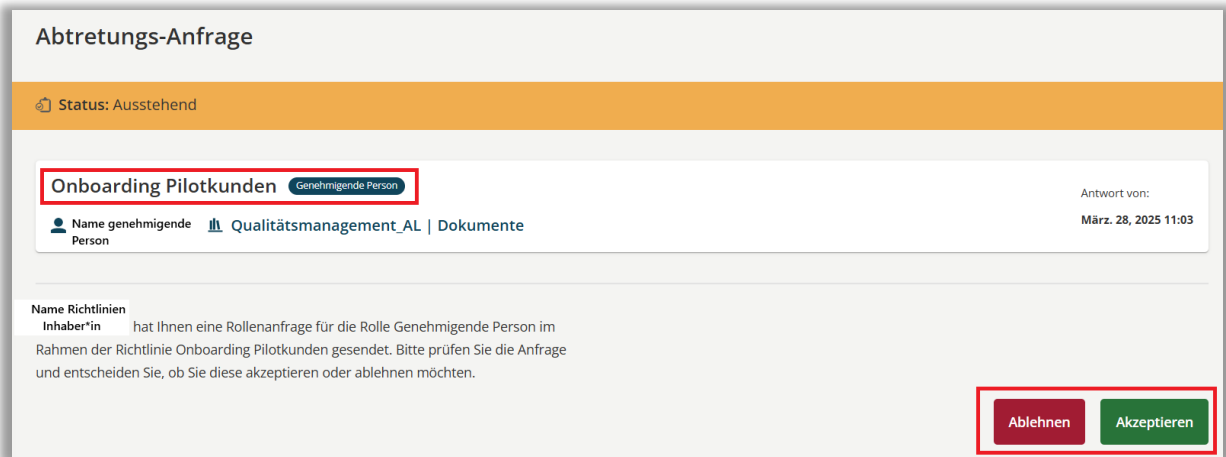 Abtretungs-Anfrage
Status: Ausstehend
Onboarding Pilotkunden Genehmigende Person
Antwort von:
Name genehmigende Person Qualitätsmanagement_AL | Dokumente
März. 28, 2025 11:03
Name Richtlinien
Inhaber*in hat Ihnen eine Rollenanfrage für die Rolle Genehmigende Person im
Rahmen der Richtlinie Onboarding Pilotkunden gesendet. Bitte prüfen Sie die Anfrage
und entscheiden Sie, ob Sie diese akzeptieren oder ablehnen möchten.
Ablehnen Akzeptieren